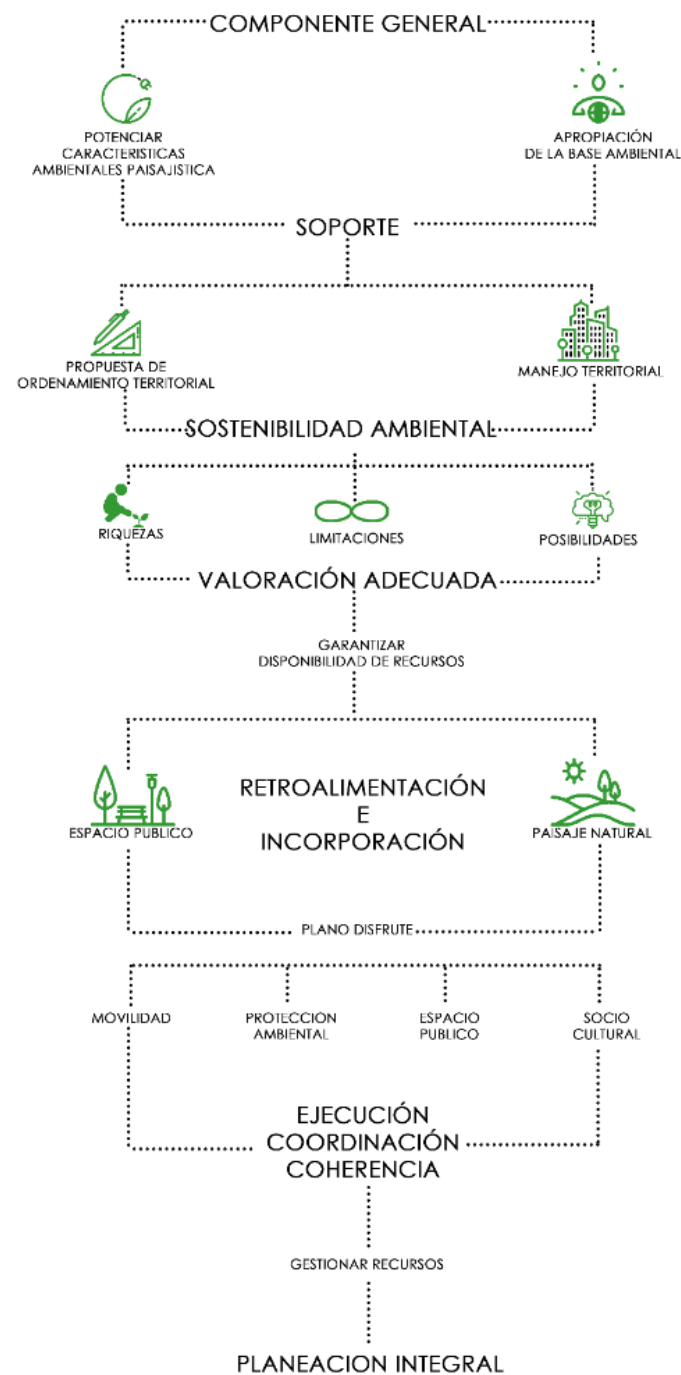 COMPONENTE GENERAL
POTENCIAR
CARACTERISTICAS
AMBIENTALES PAISAJISTICA
APROPIACIÓN
DE LA BASE AMBIENTAL
SOPORTE
PROPUESTA DE
ORDENAMIENTO TERRITORIAL
MANEJO TERRITORIAL
SOSTENIBILIDAD AMBIENTAL
RIQUEZAS
LIMITACIONES
POSIBILIDADES
VALORACIÓN ADECUADA
GARANTIZAR
DISPONIBILIDAD DE RECURSOS
RETROALIMENTACIÓN
E
INCORPORACIÓN
ESPACIO PUBLICO
PAISAJE NATURAL
PLANO DISFRUTE
MOVILIDAD
PROTECCION
AMBIENTAL
ESPACIO
PUBLICO
SOCIO
CULTURAL
EJECUCIÓN
COORDINACIÓN
COHERENCIA
GESTIONAR RECURSOS
PLANEACION INTEGRAL